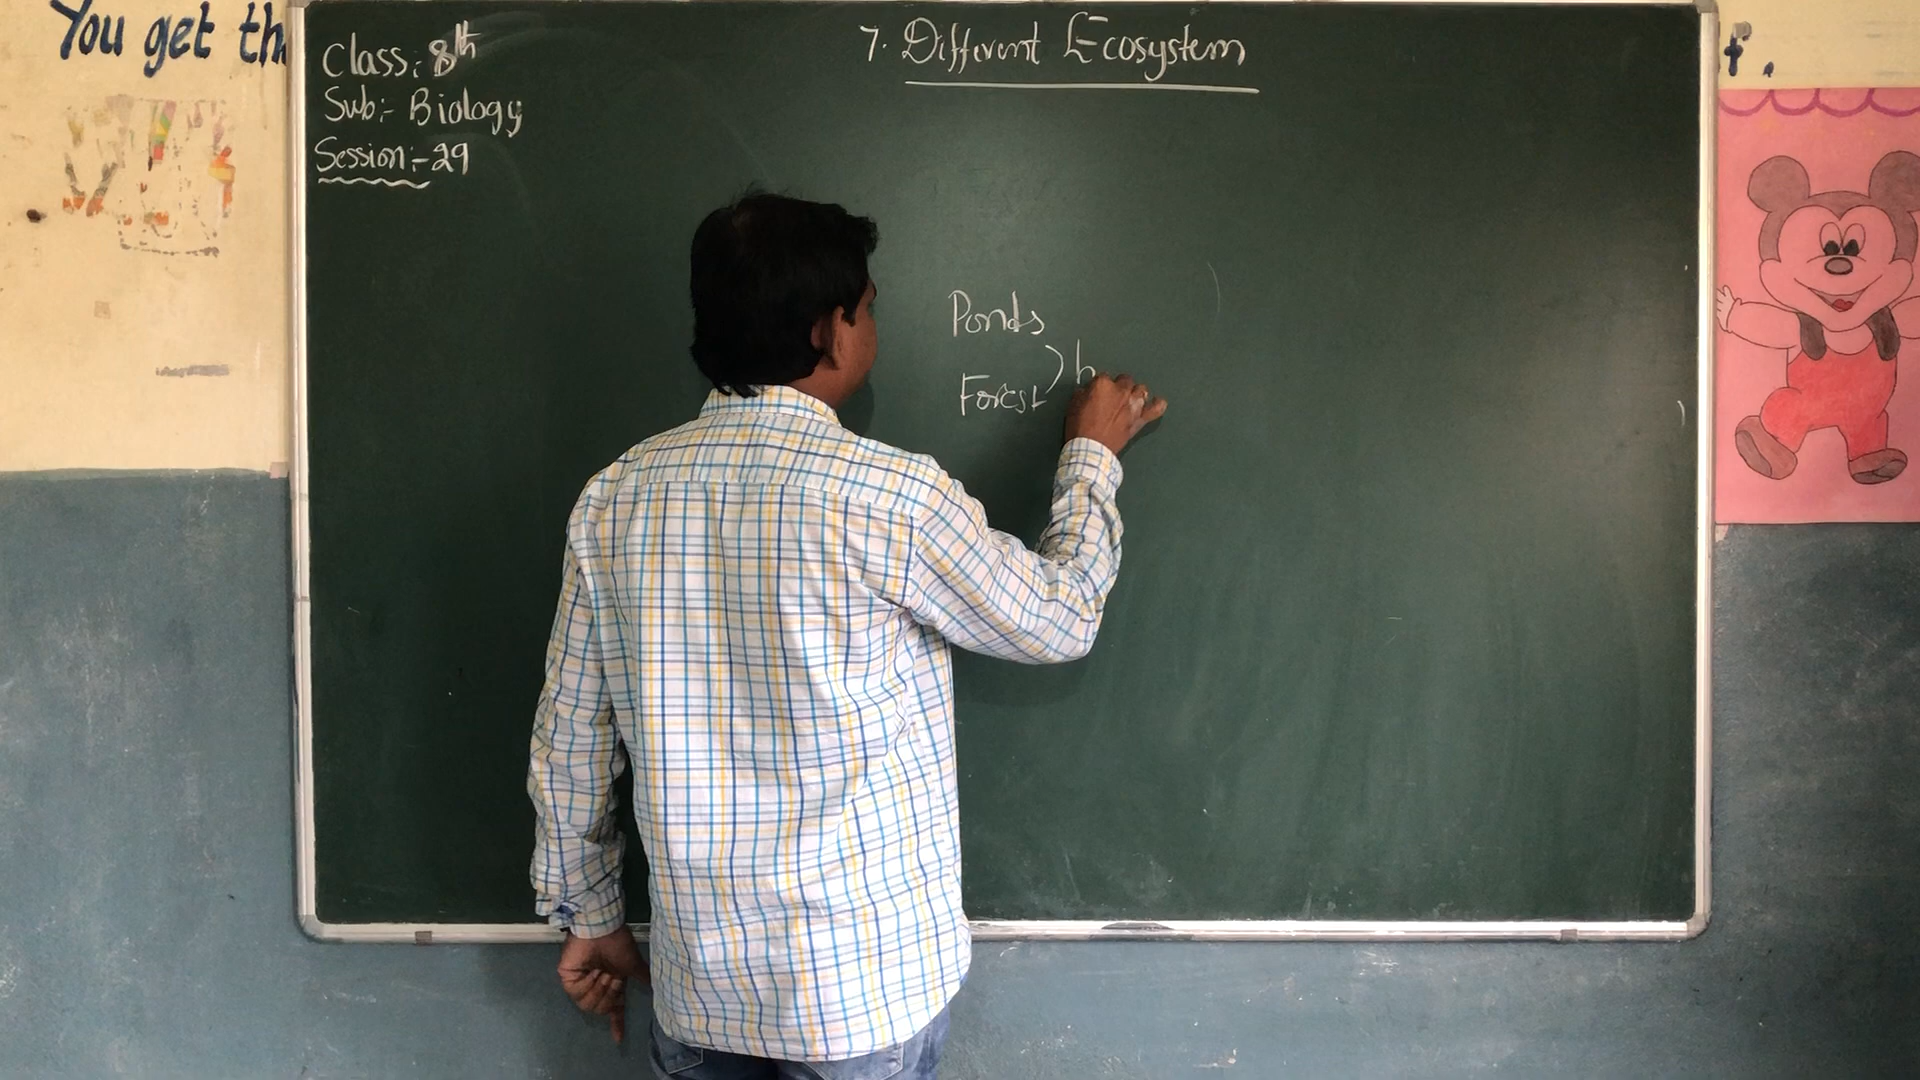 You get th
f.
Class: 8th
Sub:- Biology
Session:- 29
7. Different Ecosystem
Ponds
Forest
h